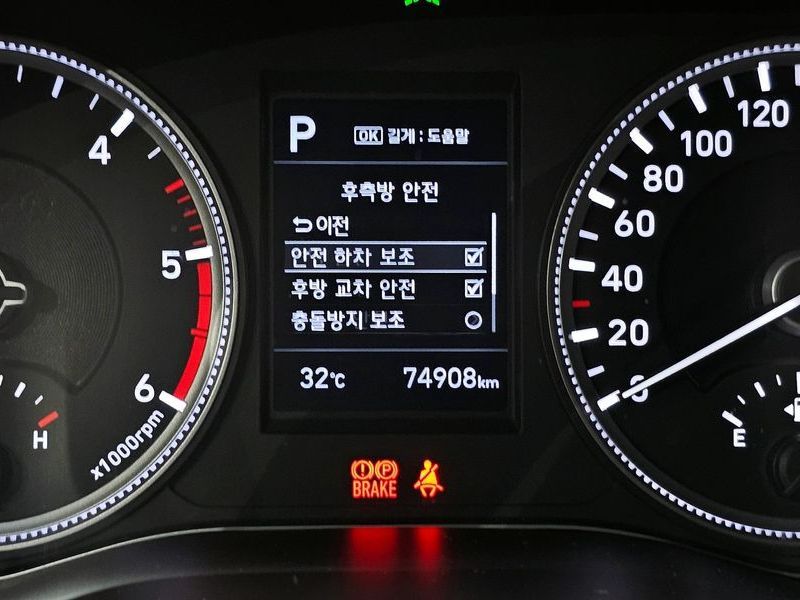 P
OK 길게 : 도움말
후측방 안전
이전
안전 하차 보조
후방 교차 안전
충돌방지 보조
32℃
74908km
4
5
6
x1000rpm
H
120
100
80
60
40
20
0
E
(!) (P)
BRAKE